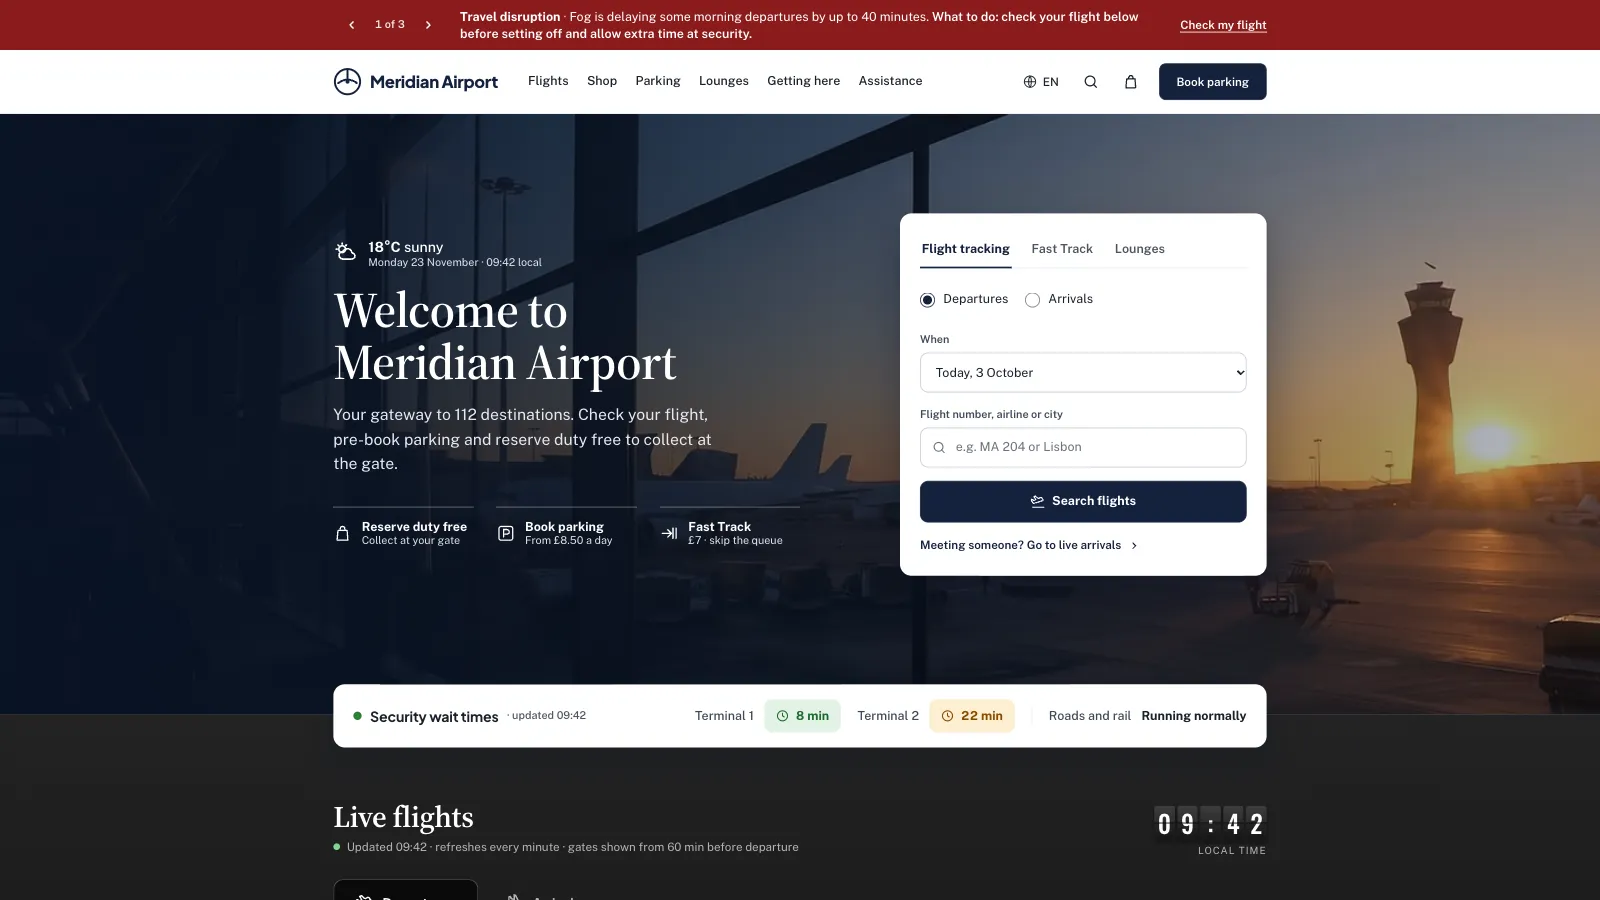 1 of 3
Travel disruption · Fog is delaying some morning departures by up to 40 minutes. What to do: check your flight below
before setting off and allow extra time at security.
Check my flight
Meridian Airport
Flights Shop Parking Lounges Getting here Assistance
EN
Book parking
18°C sunny
Monday 23 November · 09:42 local
Welcome to
Meridian Airport
Your gateway to 112 destinations. Check your flight,
pre-book parking and reserve duty free to collect at
the gate.
Reserve duty free
Collect at your gate
Book parking
From £8.50 a day
Fast Track
£7 · skip the queue
Flight tracking Fast Track Lounges
Departures Arrivals
When
Today, 3 October
Flight number, airline or city
e.g. MA 204 or Lisbon
Search flights
Meeting someone? Go to live arrivals
Security wait times · updated 09:42
Terminal 1 8 min Terminal 2 22 min Roads and rail Running normally
Live flights
Updated 09:42 · refreshes every minute · gates shown from 60 min before departure
09:42
LOCAL TIME